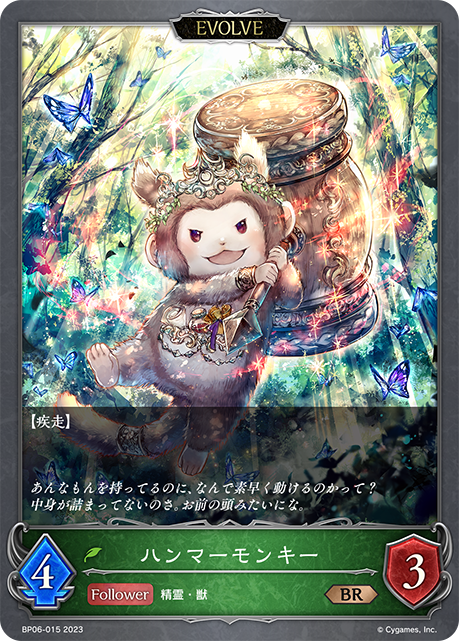 EVOLVE
【疾走】
あんなもんを持ってるのに、なんで素早く動けるのかって？
中身が詰まってないのさ。お前の頭みたいにな。
ハンマーモンキー
4
Follower 精霊・獣
BR
3
BP06-015 2023
© Cygames, Inc.